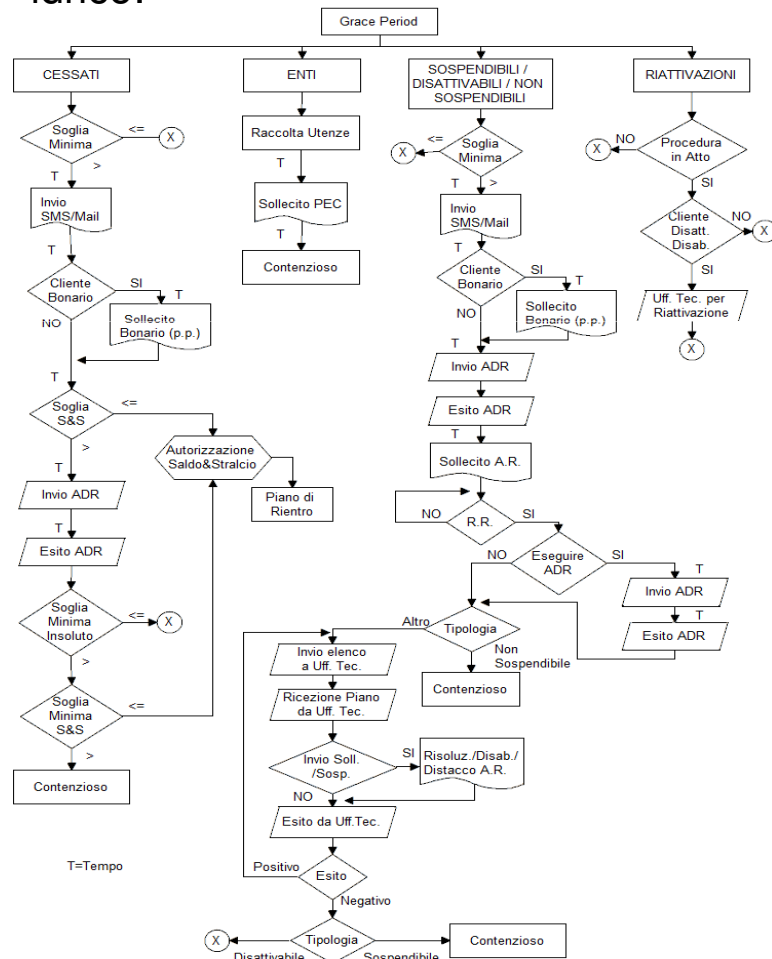 Grace Period
CESSATI
Soglia
Minima
<=
X
>
T
Invio
SMS/Mail
T
Cliente
Bonario
SI
T
NO
Sollecito
Bonario (p.p.)
T
Soglia
S&S
<=
>
T
Invio ADR
T
Esito ADR
Soglia
Minima
Insoluto
<=
X
>
Soglia
Minima
S&S
<=
>
Contenzioso
Autorizzazione
Saldo&Stralcio
Piano di
Rientro
T=Tempo
ENTI
Raccolta Utenze
T
Sollecito PEC
T
Contenzioso
SOSPENDIBILI /
DISATTIVABILI / NON
SOSPENDIBILI
Soglia
Minima
<=
X
T
>
Invio
SMS/Mail
T
Cliente
Bonario
SI
T
NO
Sollecito
Bonario (p.p.)
T
Invio ADR
Esito ADR
T
Sollecito A.R.
R.R.
NO
SI
Eseguire
ADR
NO
SI
T
Invio ADR
T
Esito ADR
Tipologia
Altro
Non
Sospendibile
Contenzioso
Invio elenco
a Uff. Tec.
Ricezione Piano
da Uff. Tec.
Invio Soll.
/Sosp.
SI
Risoluz./Disab./
Distacco A.R.
NO
Esito da Uff.Tec.
Esito
Positivo
Negativo
Tipologia
X
Disattivabile
Sospendibile
Contenzioso
RIATTIVAZIONI
Procedura
in Atto
NO
X
SI
Cliente
Disatt.
Disab.
NO
X
SI
Uff. Tec. per
Riattivazione
X